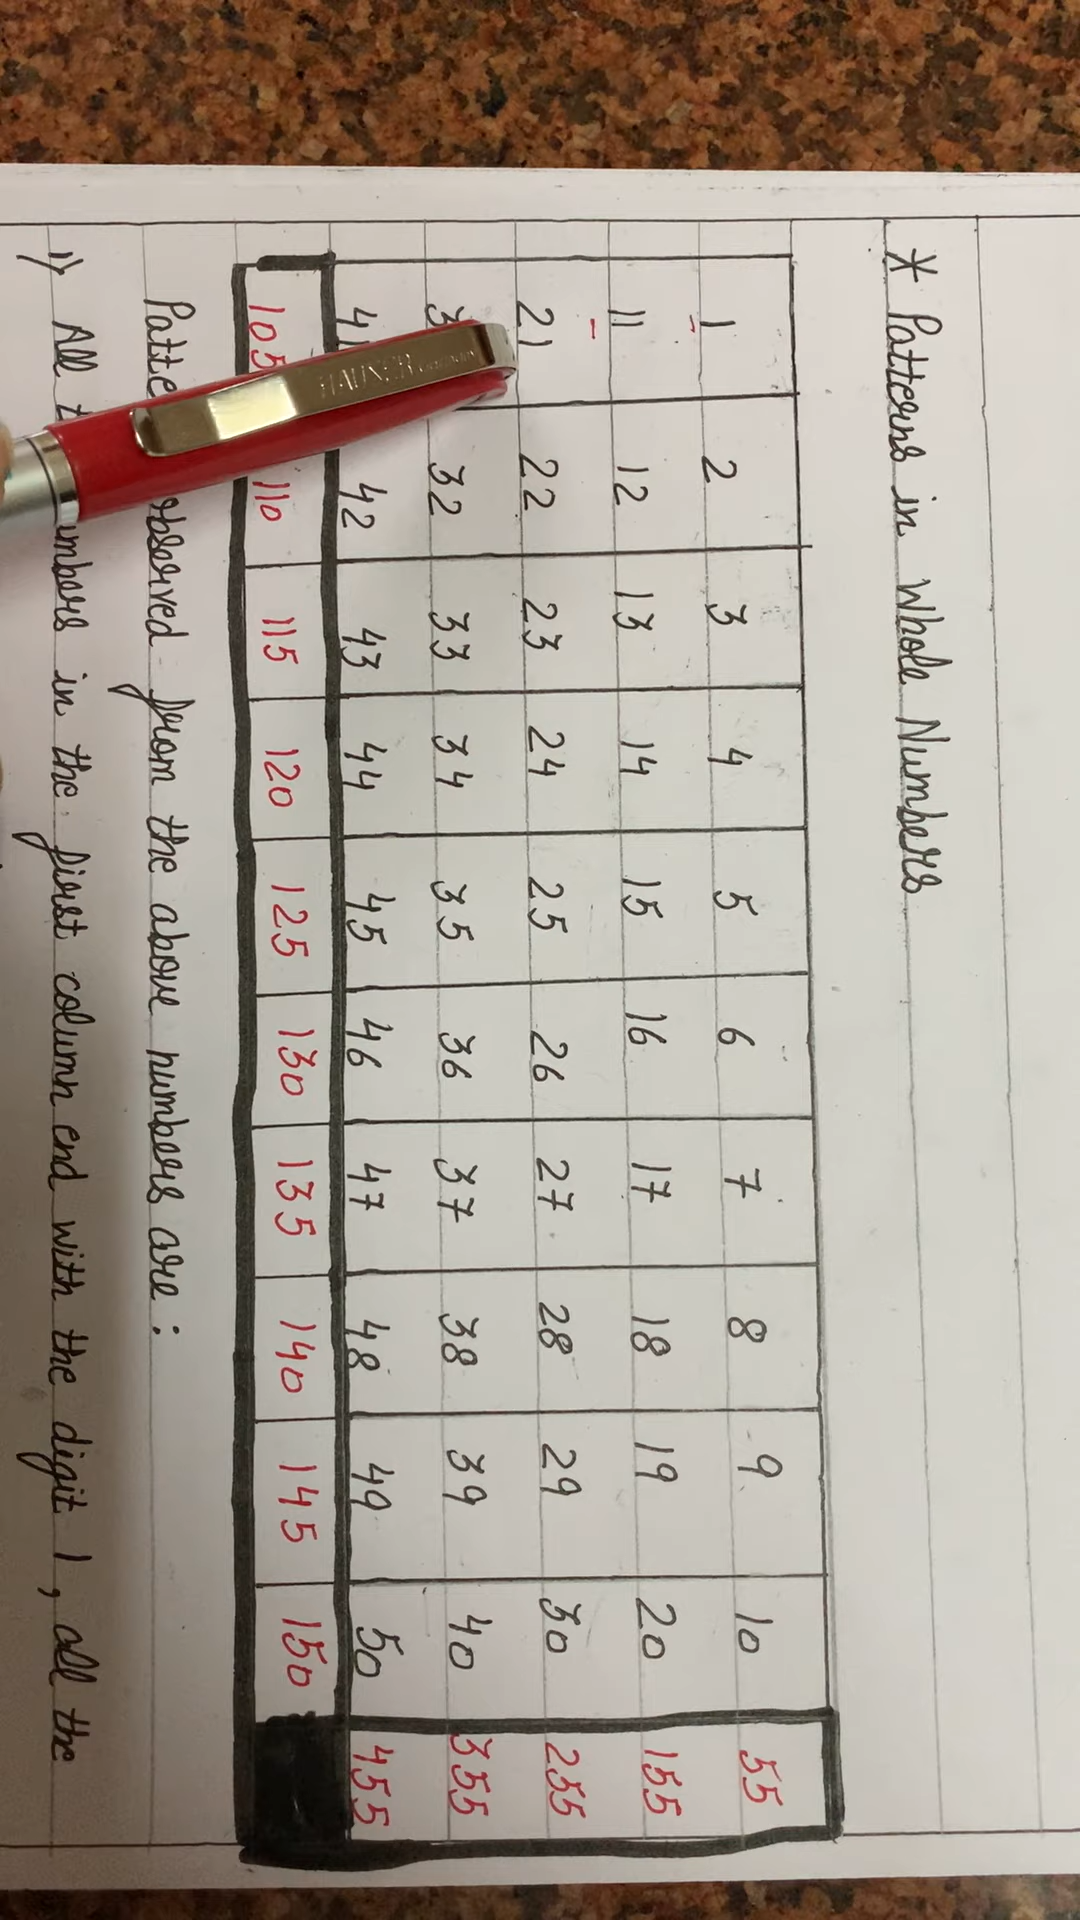 * Patterns in Whole Numbers
1 2 3 4 5 6 7 8 9 10 55
11 12 13 14 15 16 17 18 19 20 155
21 22 23 24 25 26 27 28 29 30 255
32 33 34 35 36 37 38 39 40 355
42 43 44 45 46 47 48 49 50 455
105 110 115 120 125 130 135 140 145 150
observed from the above numbers are :
1) All in the first column end with the digit 1, all the
HAUSER